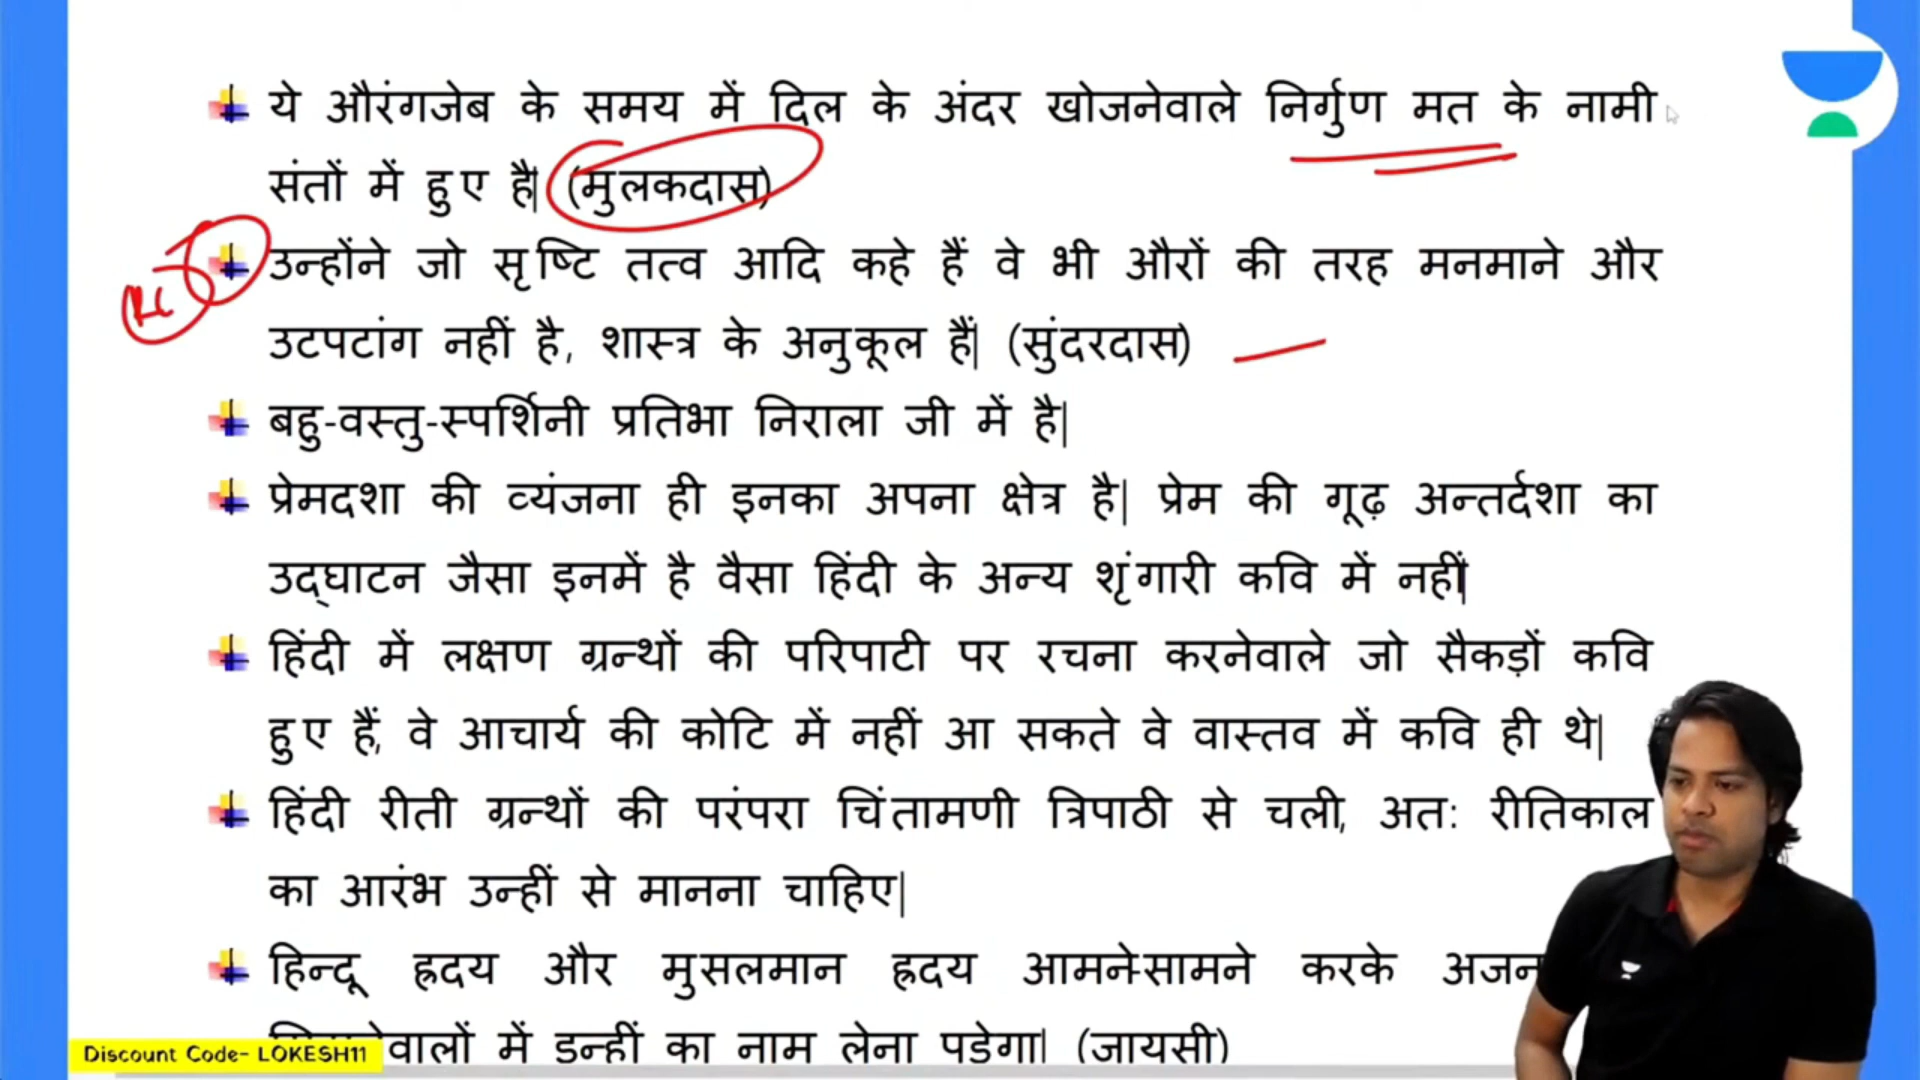 ये औरंगजेब के समय में दिल के अंदर खोजनेवाले निर्गुण मत के नामी
संतों में हुए है| (मुलकदास)
उन्होंने जो सृष्टि तत्व आदि कहे हैं वे भी औरों की तरह मनमाने और
उटपटांग नहीं है, शास्त्र के अनुकूल हैं| (सुंदरदास)
बहु-वस्तु-स्पर्शिनी प्रतिभा निराला जी में है|
प्रेमदशा की व्यंजना ही इनका अपना क्षेत्र है| प्रेम की गूढ़ अन्तर्दशा का
उद्घाटन जैसा इनमें है वैसा हिंदी के अन्य शृंगारी कवि में नहीं|
हिंदी में लक्षण ग्रन्थों की परिपाटी पर रचना करनेवाले जो सैकड़ों कवि
हुए हैं, वे आचार्य की कोटि में नहीं आ सकते वे वास्तव में कवि ही थे|
हिंदी रीती ग्रन्थों की परंपरा चिंतामणी त्रिपाठी से चली, अत: रीतिकाल
का आरंभ उन्हीं से मानना चाहिए|
हिन्दू ह्रदय और मुसलमान ह्रदय आमने-सामने करके
में इन्हीं का नाम लेना पड़ेगा| (जायसी)
Discount Code- LOKESH11